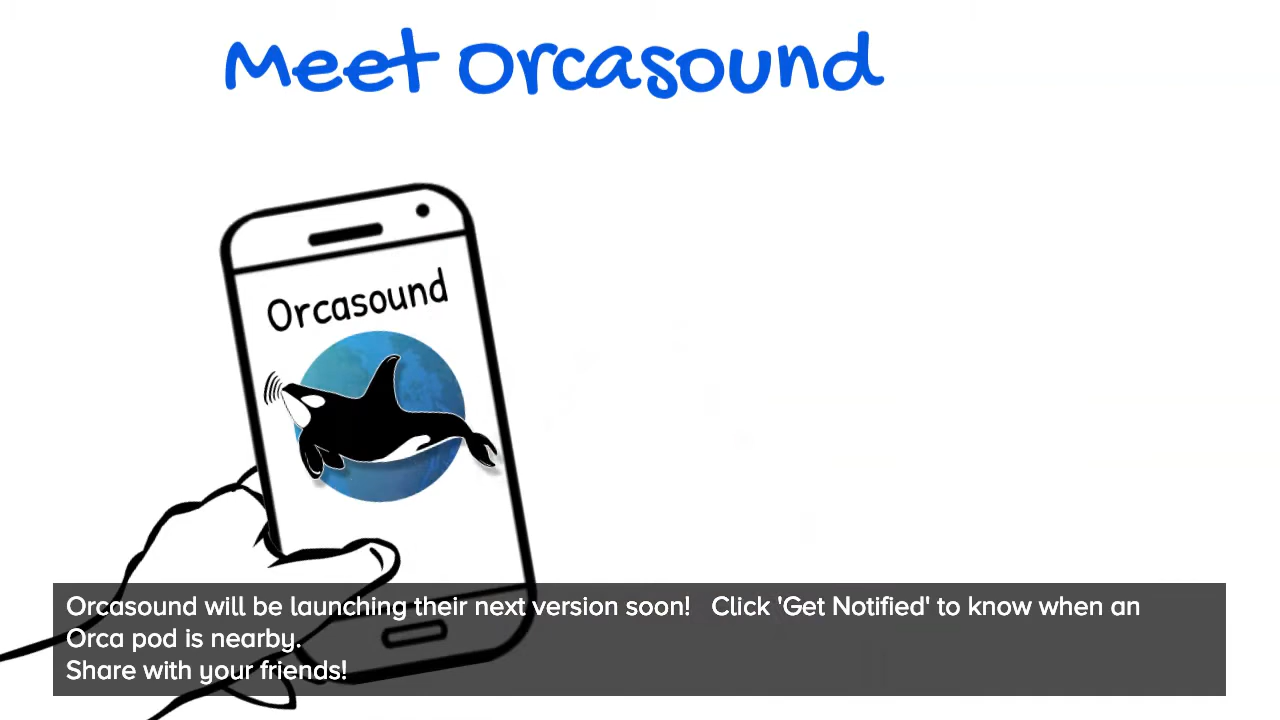 Meet Orcasound
Orcasound
Orcasound will be launching their next version soon!   Click 'Get Notified' to know when an
Orca pod is nearby.
Share with your friends!